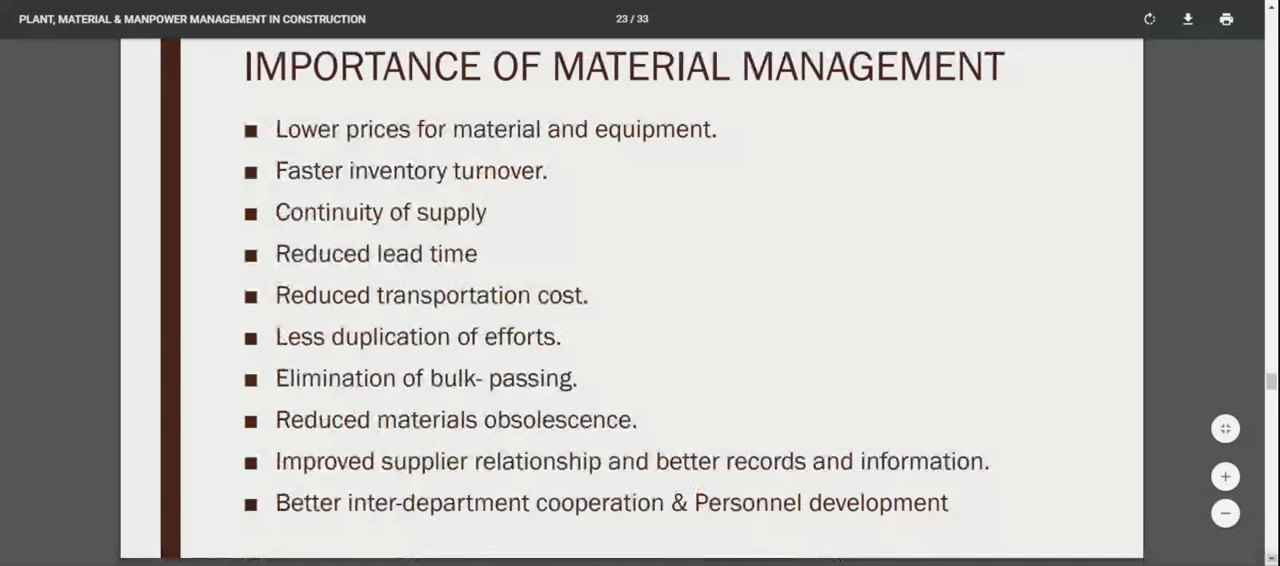 PLANT, MATERIAL & MANPOWER MANAGEMENT IN CONSTRUCTION
23 / 33
IMPORTANCE OF MATERIAL MANAGEMENT
■ Lower prices for material and equipment.
■ Faster inventory turnover.
■ Continuity of supply
■ Reduced lead time
■ Reduced transportation cost.
■ Less duplication of efforts.
■ Elimination of bulk- passing.
■ Reduced materials obsolescence.
■ Improved supplier relationship and better records and information.
■ Better inter-department cooperation & Personnel development